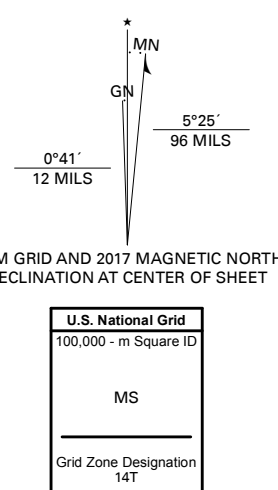 ★
MN
GN
5°25´
96 MILS
0°41´
12 MILS
M GRID AND 2017 MAGNETIC NORTH
ECLINATION AT CENTER OF SHEET
U.S. National Grid
100,000 - m Square ID
MS
Grid Zone Designation
14T